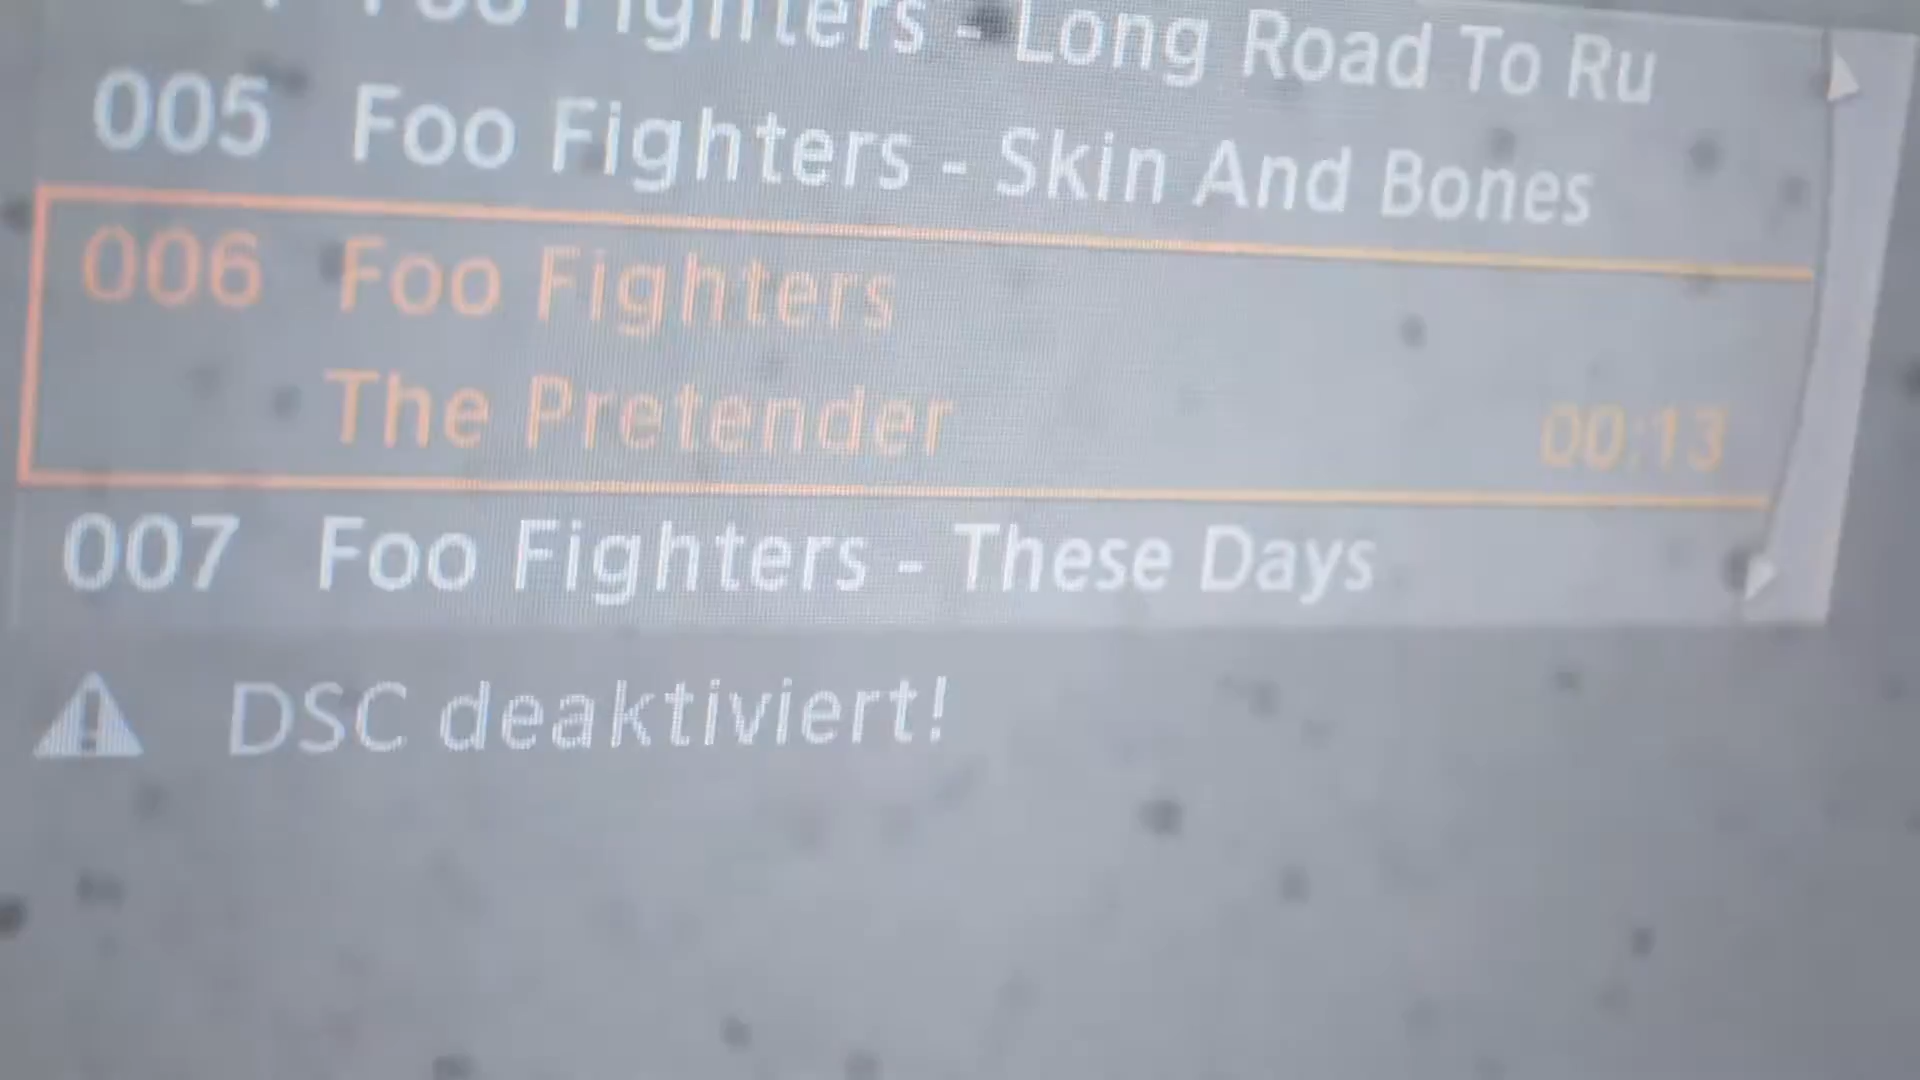 Foo Fighters - Long Road To Ru
005 Foo Fighters - Skin And Bones
006 Foo Fighters
The Pretender 00:13
007 Foo Fighters - These Days
DSC deaktiviert!